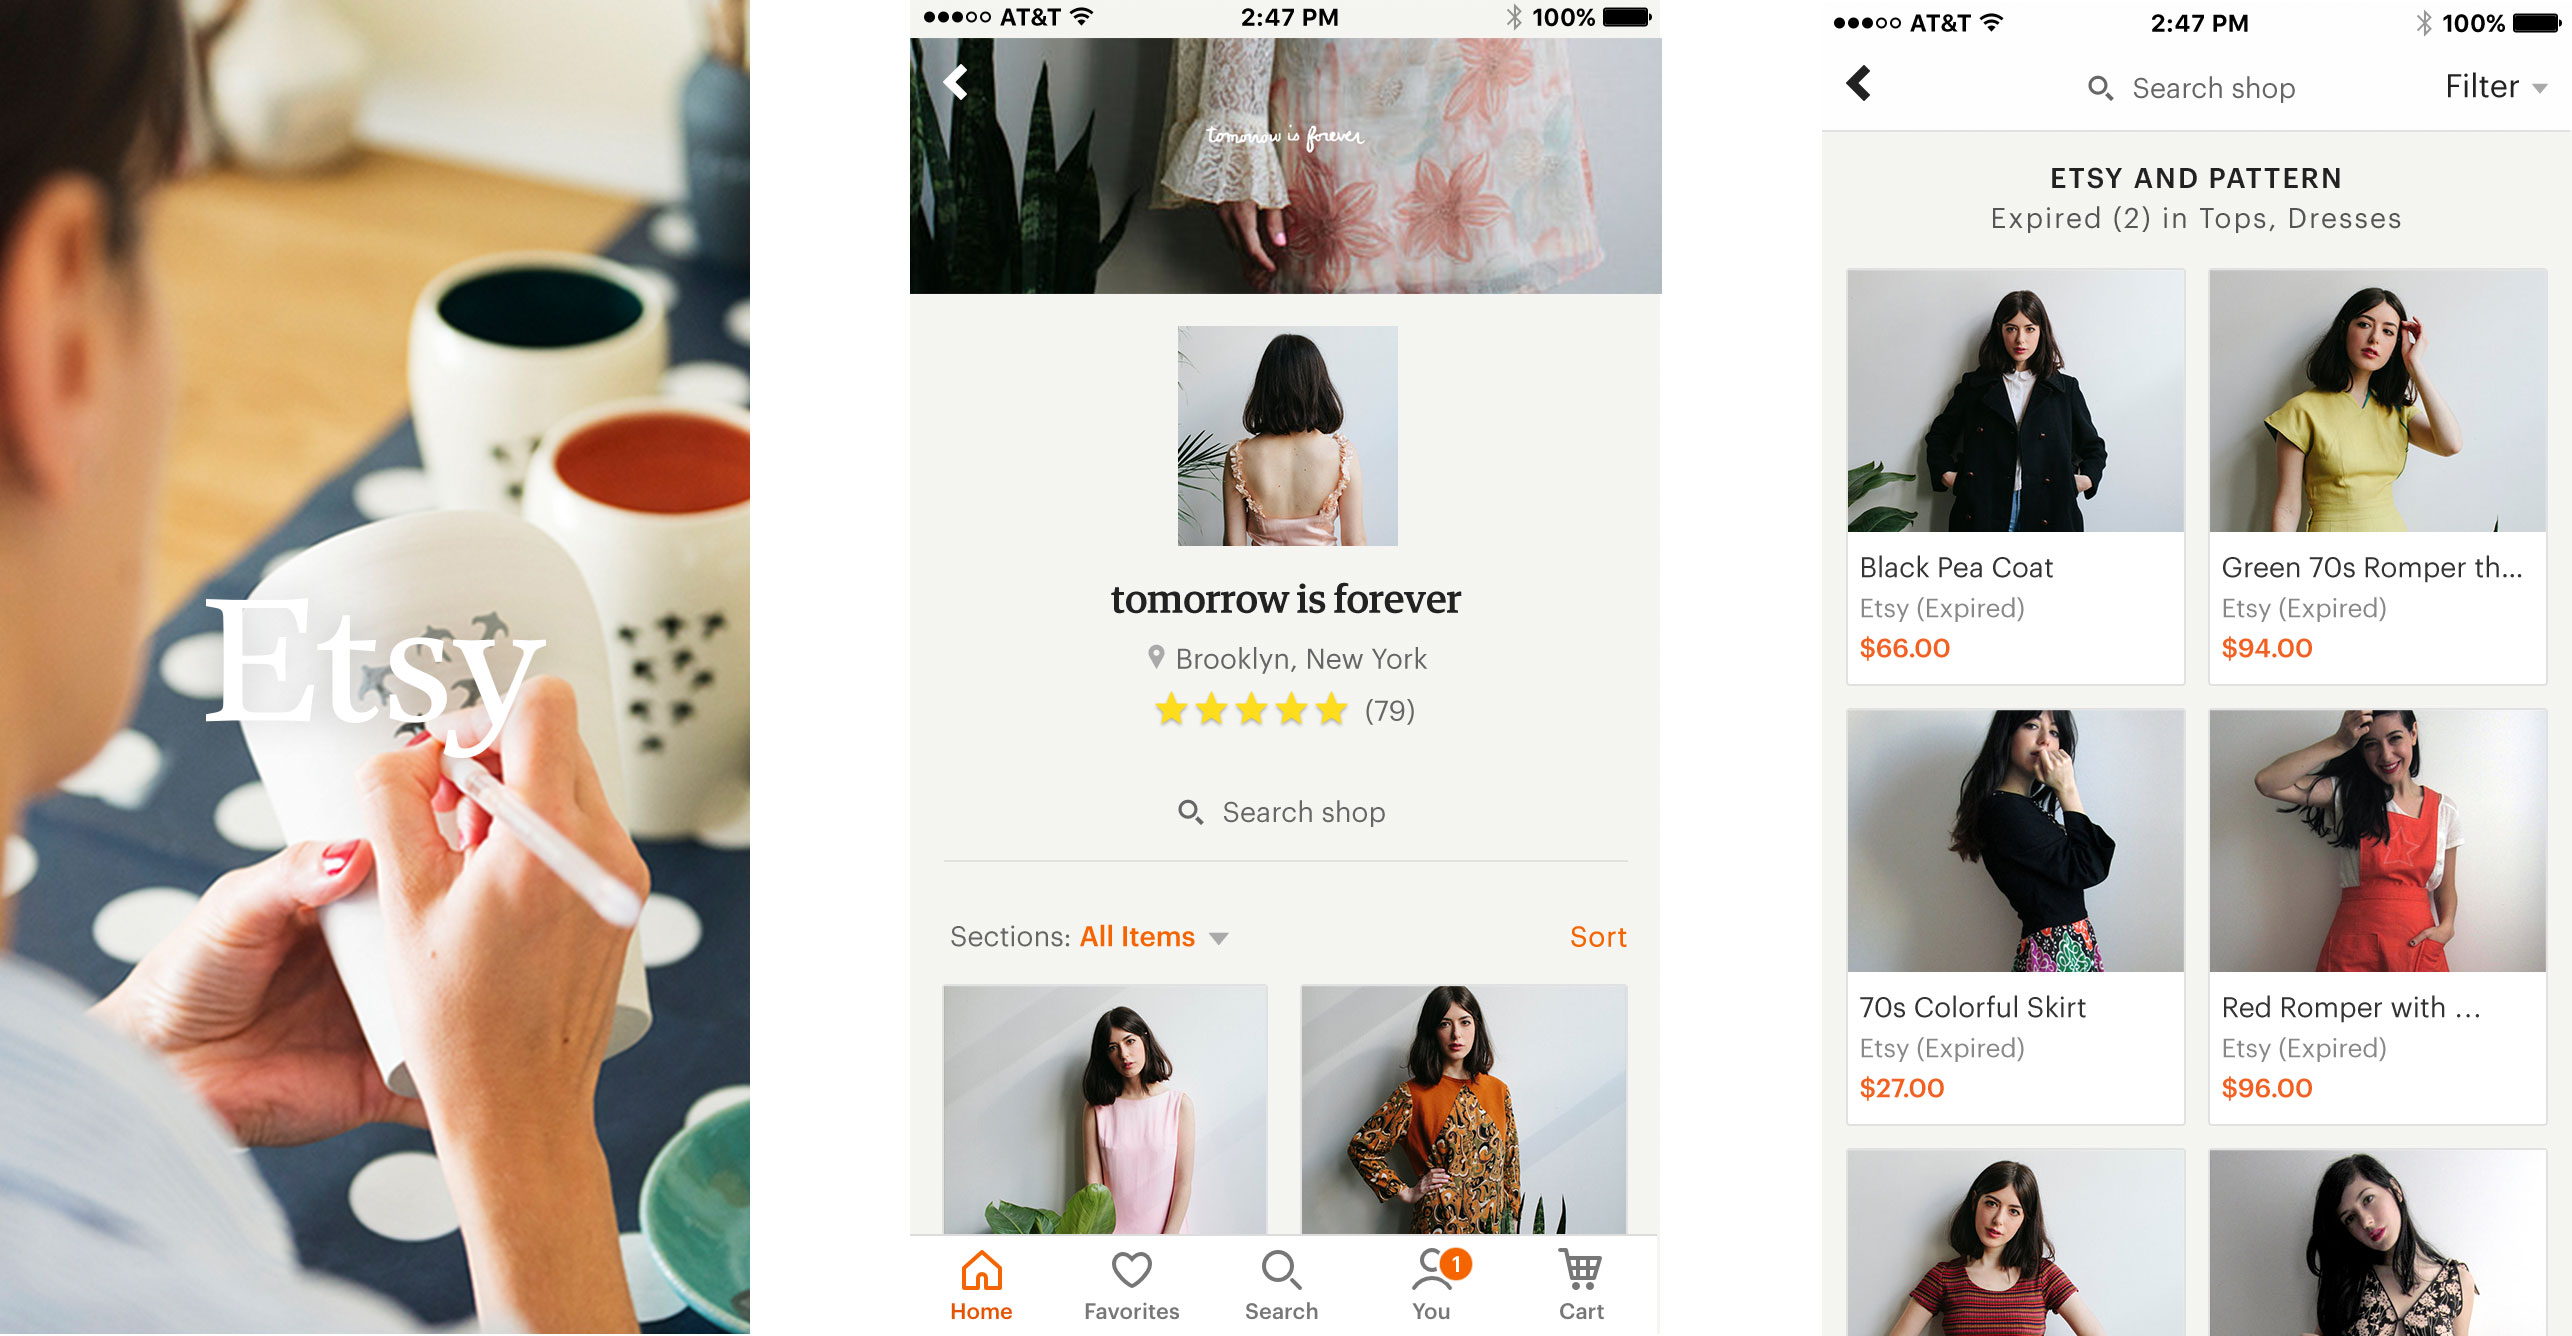 Etsy
AT&T 2:47 PM 100%
tomorrow is forever
tomorrow is forever
Brooklyn, New York
(79)
Search shop
Sections: All Items Sort
Home Favorites Search You 1 Cart
AT&T 2:47 PM 100%
Search shop Filter
ETSY AND PATTERN
Expired (2) in Tops, Dresses
Black Pea Coat
Etsy (Expired)
$66.00
Green 70s Romper th...
Etsy (Expired)
$94.00
70s Colorful Skirt
Etsy (Expired)
$27.00
Red Romper with ...
Etsy (Expired)
$96.00